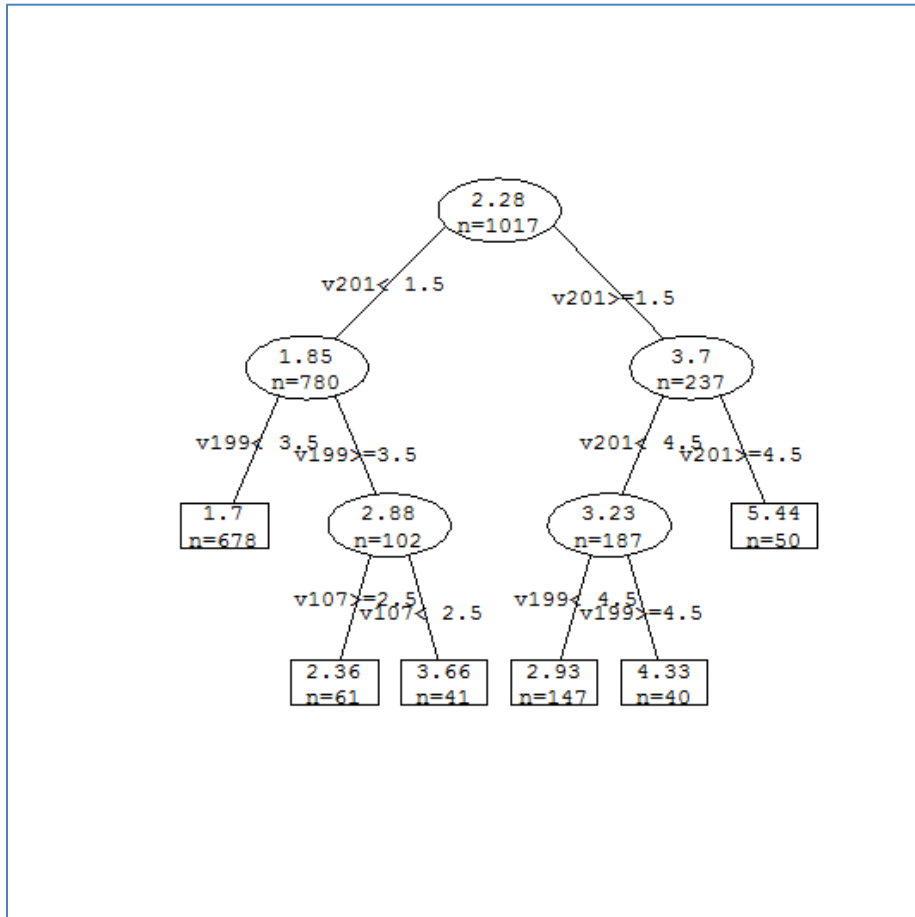 2.28
n=1017
v201< 1.5
v201>=1.5
1.85
n=780
3.7
n=237
v199< 3.5
v199>=3.5
v201< 4.5
v201>=4.5
1.7
n=678
2.88
n=102
3.23
n=187
5.44
n=50
v107>=2.5
v107< 2.5
v199< 4.5
v199>=4.5
2.36
n=61
3.66
n=41
2.93
n=147
4.33
n=40